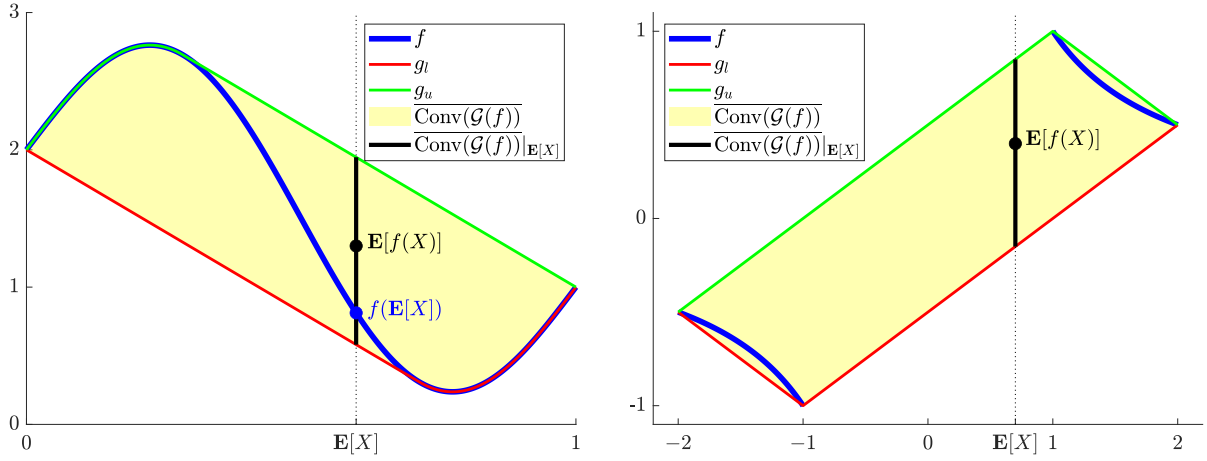 3
2
1
0
0
E[X]
1
f
g_l
g_u
Conv(G(f))
Conv(G(f))|_E[X]
E[f(X)]
f(E[X])
1
0
-1
−2
−1
0
E[X]
1
2
f
g_l
g_u
Conv(G(f))
Conv(G(f))|_E[X]
E[f(X)]